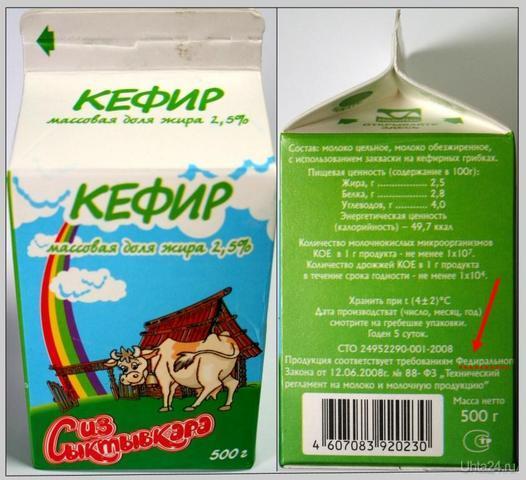 КЕФИР
массовая доля жира 2,5%
КЕФИР
массовая доля жира 2,5%
из
Сыктывкара
500 г
ОТКРЫВАТЬ
ЗДЕСЬ
Состав: молоко цельное, молоко обезжиренное,
с использованием закваски на кефирных грибках.
Пищевая ценность (содержание в 100г):
Жира, г .............. 2,5
Белка, г .............. 2,8
Углеводов, г .............. 4,0
Энергетическая ценность
(калорийность) – 49,7 ккал
Количество молочнокислых микроорганизмов
КОЕ в 1 г продукта - не менее 1x10⁷.
Количество дрожжей КОЕ в 1 г продукта
в течение срока годности - не менее 1x10⁴.
Хранить при t (4±2)°С
Дата производства (число, месяц, год)
смотрите на гребешке упаковки.
Годен 5 суток.
СТО 24952290-001-2008
Продукция соответствует требованиям Федерального
Закона от 12.06.2008г. № 88- ФЗ „Технический
регламент на молоко и молочную продукцию"
Масса нетто
500 г
4 607083 920230
Uhta24.ru